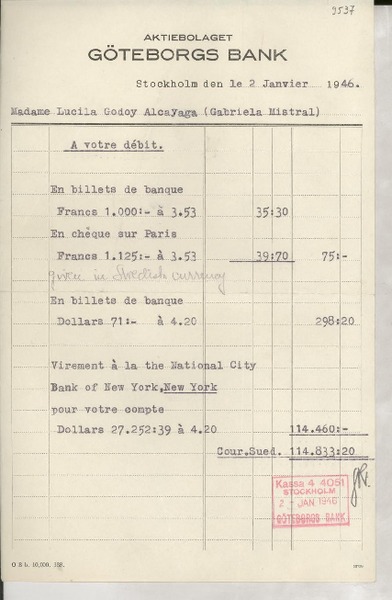 3537
AKTIEBOLAGET
GÖTEBORGS BANK
Stockholm den le 2 Janvier 1946.
Madame Lucila Godoy Alcayaga (Gabriela Mistral)
A votre débit.
En billets de banque
Francs 1.000:- à 3.53 35:30
En chèque sur Paris
Francs 1.125:- à 3.53 39:70 75:-
given in Swedish currency
En billets de banque
Dollars 71:- à 4.20 298:20
Virement à la the National City
Bank of New York, New York
pour votre compte
Dollars 27.252:39 à 4.20 114.460:-
Cour.Sued. 114.833:20
Kassa 4 4051
STOCKHOLM
2 - JAN 1946
GÖTEBORGS BANK